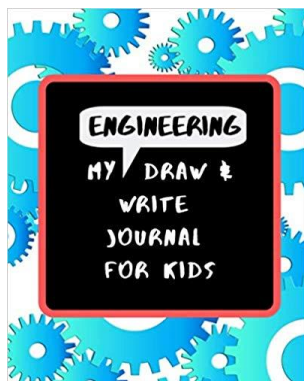 ENGINEERING
MY DRAW &
WRITE
JOURNAL
FOR KIDS